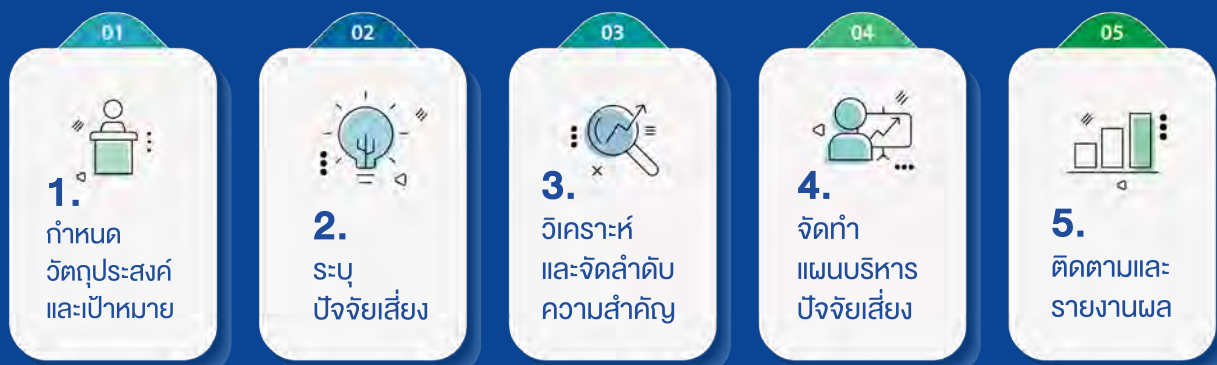 01
1.
กำหนด
วัตถุประสงค์
และเป้าหมาย
02
2.
ระบุ
ปัจจัยเสี่ยง
03
3.
วิเคราะห์
และจัดลำดับ
ความสำคัญ
04
4.
จัดทำ
แผนบริหาร
ปัจจัยเสี่ยง
05
5.
ติดตามและ
รายงานผล